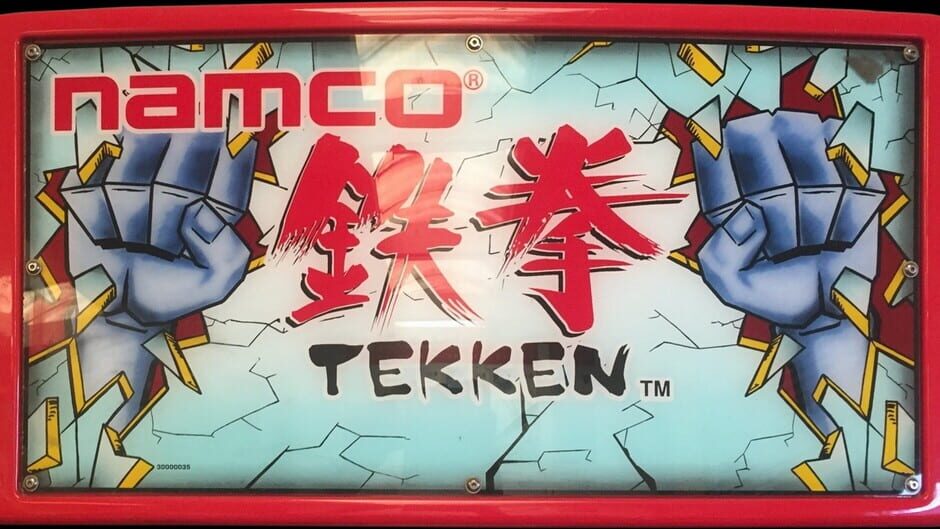 namco®
鉄拳
TEKKEN™
30000035